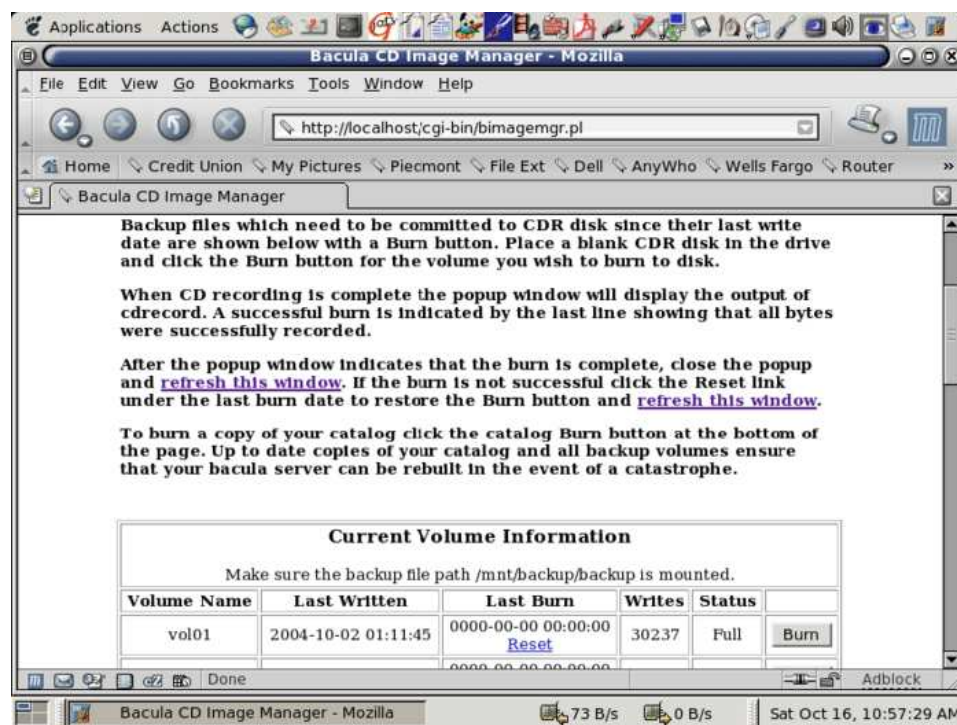 Applications Actions
Bacula CD Image Manager - Mozilla
File Edit View Go Bookmarks Tools Window Help
http://localhost/cgi-bin/bimagemgr.pl
Home Credit Union My Pictures Piecmont File Ext Dell AnyWho Wells Fargo Router »
Bacula CD Image Manager
Backup files which need to be committed to CDR disk since their last write
date are shown below with a Burn button. Place a blank CDR disk in the drive
and click the Burn button for the volume you wish to burn to disk.
When CD recording is complete the popup window will display the output of
cdrecord. A successful burn is indicated by the last line showing that all bytes
were successfully recorded.
After the popup window indicates that the burn is complete, close the popup
and refresh this window. If the burn is not successful click the Reset link
under the last burn date to restore the Burn button and refresh this window.
To burn a copy of your catalog click the catalog Burn button at the bottom of
the page. Up to date copies of your catalog and all backup volumes ensure
that your bacula server can be rebuilt in the event of a catastrophe.
Current Volume Information
Make sure the backup file path /mnt/backup/backup is mounted.
Volume Name Last Written Last Burn Writes Status
vol01 2004-10-02 01:11:45 0000-00-00 00:00:00 Reset 30237 Full Burn
0000-00-00 00:00:00
Done Adblock
Bacula CD Image Manager - Mozilla 73 B/s 0 B/s Sat Oct 16, 10:57:29 AM